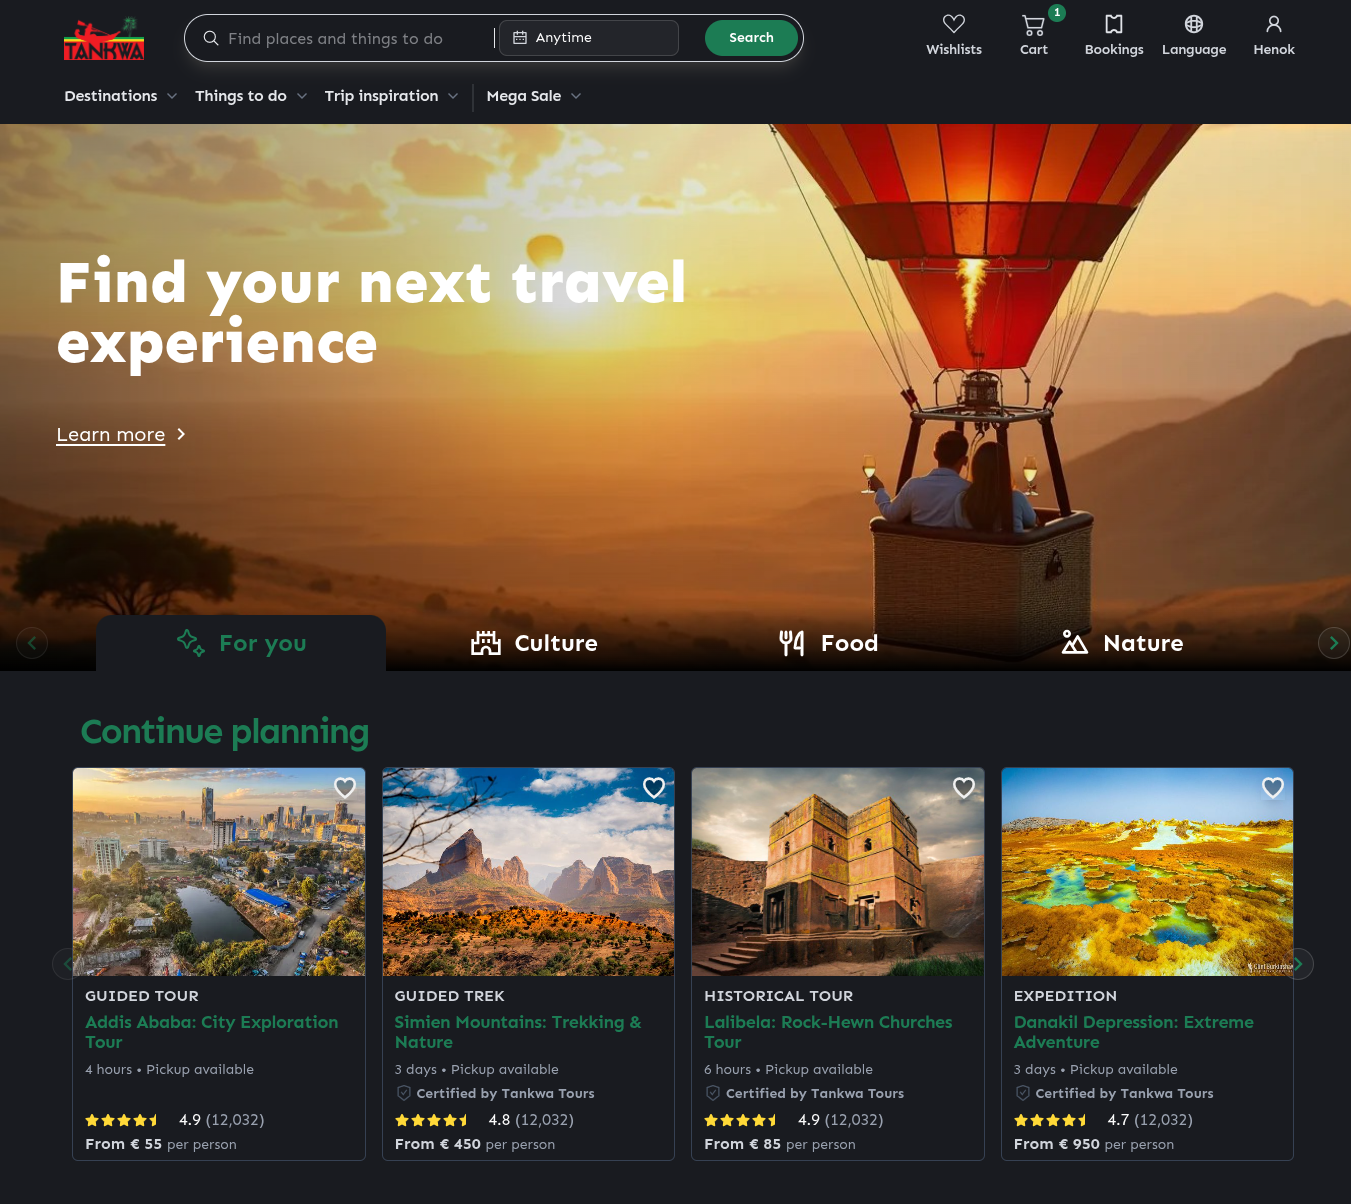 TANKWA
Find places and things to do
Anytime
Search
Wishlists
1
Cart
Bookings
Language
Henok
Destinations
Things to do
Trip inspiration
Mega Sale
Find your next travel
experience
Learn more
For you
Culture
Food
Nature
Continue planning
GUIDED TOUR
Addis Ababa: City Exploration
Tour
4 hours • Pickup available
4.9 (12,032)
From € 55 per person
GUIDED TREK
Simien Mountains: Trekking &
Nature
3 days • Pickup available
Certified by Tankwa Tours
4.8 (12,032)
From € 450 per person
HISTORICAL TOUR
Lalibela: Rock-Hewn Churches
Tour
6 hours • Pickup available
Certified by Tankwa Tours
4.9 (12,032)
From € 85 per person
EXPEDITION
Danakil Depression: Extreme
Adventure
3 days • Pickup available
Certified by Tankwa Tours
4.7 (12,032)
From € 950 per person